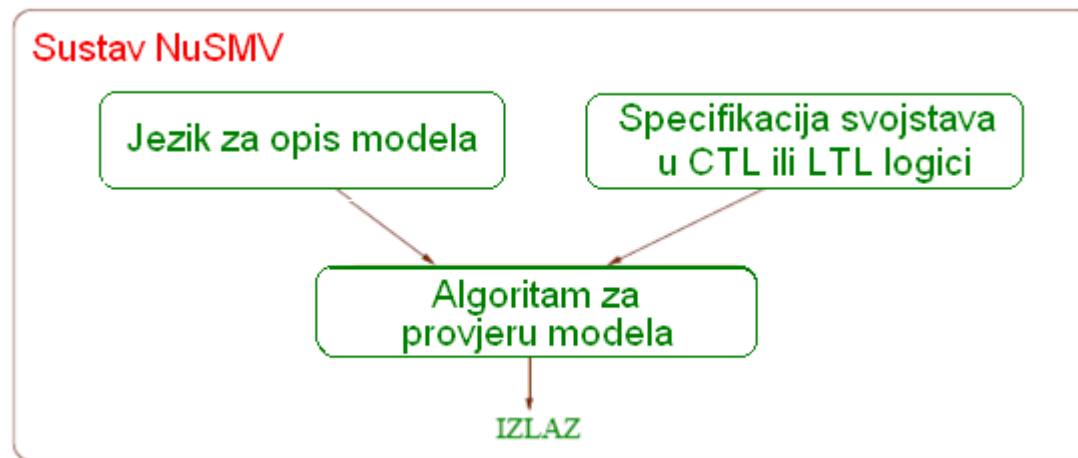 Sustav NuSMV
Jezik za opis modela
Specifikacija svojstava
u CTL ili LTL logici
Algoritam za
provjeru modela
IZLAZ